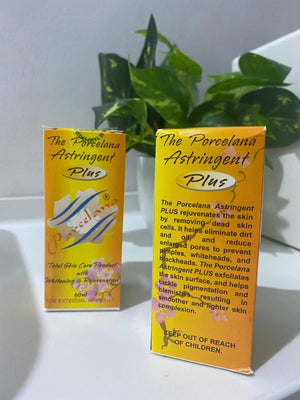 The Porcelana
Astringent
Plus
Porcelana
®
Total Skin Care Product
with
Whitening & Rejuvenation
60ml
FOR EXTERNAL USE ONLY
The Porcelana
Astringent
Plus
The Porcelana Astringent
PLUS rejuvenates the skin
by removing dead skin
cells. It helps eliminate dirt
and oil and reduce
enlarged pores to prevent
pimples, whiteheads, and
blackheads. The Porcelana
Astringent PLUS exfoliates
the skin surface, and helps
tackle pigmentation and
blemishes resulting in
smoother and lighter skin
complexion.
KEEP OUT OF REACH
OF CHILDREN.